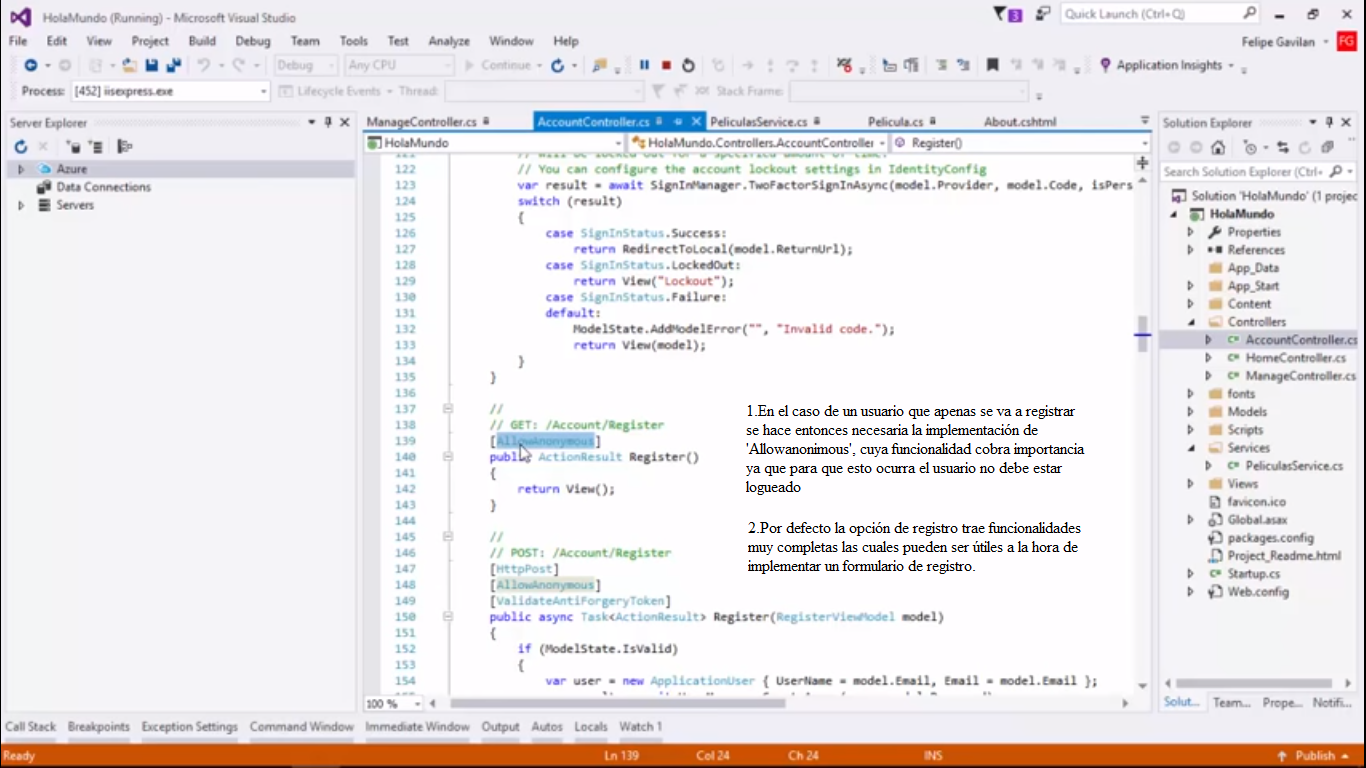 HolaMundo (Running) - Microsoft Visual Studio
3
Quick Launch (Ctrl+Q)
File Edit View Project Build Debug Team Tools Test Analyze Window Help
Felipe Gavilan FG
Debug Any CPU Continue Application Insights
Process: [452] iisexpress.exe Lifecycle Events Thread: Stack Frame:
Server Explorer
Azure
Data Connections
Servers
ManageController.cs AccountController.cs PeliculasService.cs Pelicula.cs About.cshtml
HolaMundo HolaMundo.Controllers.AccountController Register()
121 // will be locked out for a specified amount of time.
122 // You can configure the account lockout settings in IdentityConfig
123 var result = await SignInManager.TwoFactorSignInAsync(model.Provider, model.Code, isPers
124 switch (result)
125 {
126 case SignInStatus.Success:
127 return RedirectToLocal(model.ReturnUrl);
128 case SignInStatus.LockedOut:
129 return View("Lockout");
130 case SignInStatus.Failure:
131 default:
132 ModelState.AddModelError("", "Invalid code.");
133 return View(model);
134 }
135 }
136
137 //
138 // GET: /Account/Register
139 [AllowAnonymous]
140 public ActionResult Register()
141 {
142 return View();
143 }
144
145 //
146 // POST: /Account/Register
147 [HttpPost]
148 [AllowAnonymous]
149 [ValidateAntiForgeryToken]
150 public async Task<ActionResult> Register(RegisterViewModel model)
151 {
152 if (ModelState.IsValid)
153 {
154 var user = new ApplicationUser { UserName = model.Email, Email = model.Email };
1.En el caso de un usuario que apenas se va a registrar
se hace entonces necesaria la implementación de
'Allowanonimous', cuya funcionalidad cobra importancia
ya que para que esto ocurra el usuario no debe estar
logueado
2.Por defecto la opción de registro trae funcionalidades
muy completas las cuales pueden ser útiles a la hora de
implementar un formulario de registro.
100 %
Solution Explorer
Search Solution Explorer (Ctrl+
Solution 'HolaMundo' (1 projec
HolaMundo
Properties
References
App_Data
App_Start
Content
Controllers
AccountController.cs
HomeController.cs
ManageController.cs
fonts
Models
Scripts
Services
PeliculasService.cs
Views
favicon.ico
Global.asax
packages.config
Project_Readme.html
Startup.cs
Web.config
Solut... Team... Prope... Notifi...
Call Stack Breakpoints Exception Settings Command Window Immediate Window Output Autos Locals Watch 1
Ready Ln 139 Col 24 Ch 24 INS Publish